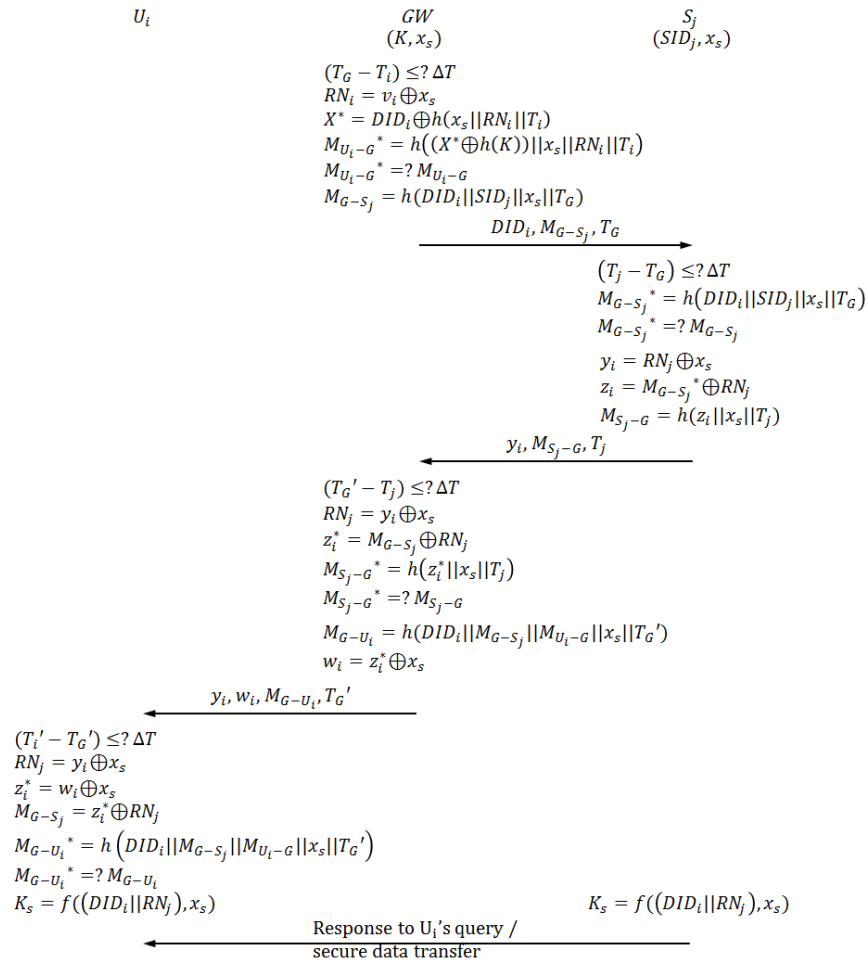 U_i GW S_j
(K, x_s) (SID_j, x_s)
(T_G − T_i) ≤? ΔT
RN_i = v_i⊕x_s
X* = DID_i⊕h(x_s||RN_i||T_i)
M_{U_i−G}* = h((X*⊕h(K))||x_s||RN_i||T_i)
M_{U_i−G}* =? M_{U_i−G}
M_{G−S_j} = h(DID_i||SID_j||x_s||T_G)
DID_i, M_{G−S_j}, T_G
(T_j − T_G) ≤? ΔT
M_{G−S_j}* = h(DID_i||SID_j||x_s||T_G)
M_{G−S_j}* =? M_{G−S_j}
y_i = RN_j⊕x_s
z_i = M_{G−S_j}*⊕RN_j
M_{S_j−G} = h(z_i||x_s||T_j)
y_i, M_{S_j−G}, T_j
(T_G′ − T_j) ≤? ΔT
RN_j = y_i⊕x_s
z_i* = M_{G−S_j}⊕RN_j
M_{S_j−G}* = h(z_i*||x_s||T_j)
M_{S_j−G}* =? M_{S_j−G}
M_{G−U_i} = h(DID_i||M_{G−S_j}||M_{U_i−G}||x_s||T_G′)
w_i = z_i*⊕x_s
y_i, w_i, M_{G−U_i}, T_G′
(T_i′ − T_G′) ≤? ΔT
RN_j = y_i⊕x_s
z_i* = w_i⊕x_s
M_{G−S_j} = z_i*⊕RN_j
M_{G−U_i}* = h(DID_i||M_{G−S_j}||M_{U_i−G}||x_s||T_G′)
M_{G−U_i}* =? M_{G−U_i}
K_s = f((DID_i||RN_j), x_s) K_s = f((DID_i||RN_j), x_s)
Response to U_i's query /
secure data transfer